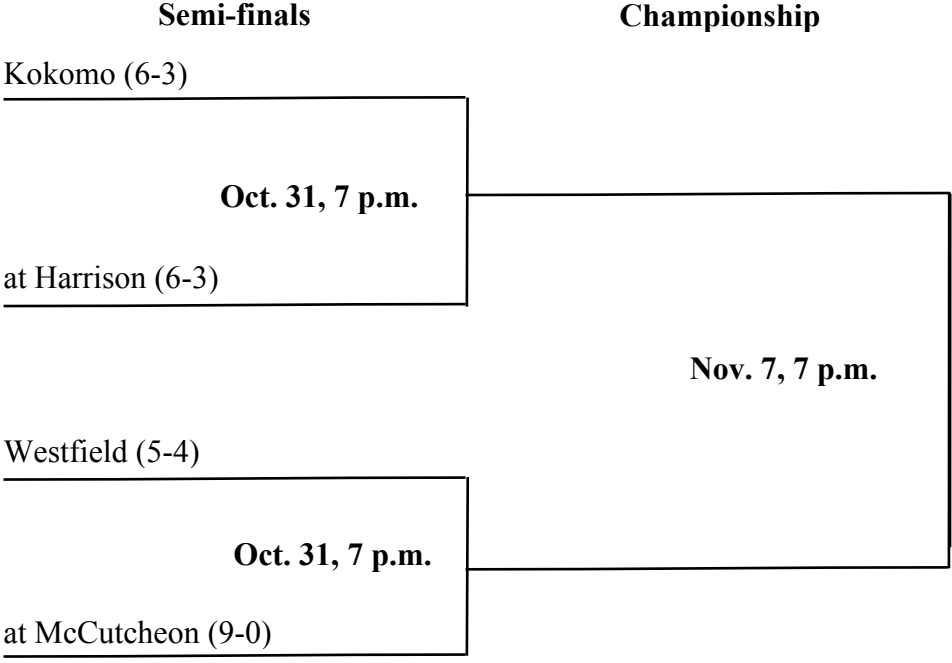 Semi-finals
Championship
Kokomo (6-3)
Oct. 31, 7 p.m.
at Harrison (6-3)
Nov. 7, 7 p.m.
Westfield (5-4)
Oct. 31, 7 p.m.
at McCutcheon (9-0)